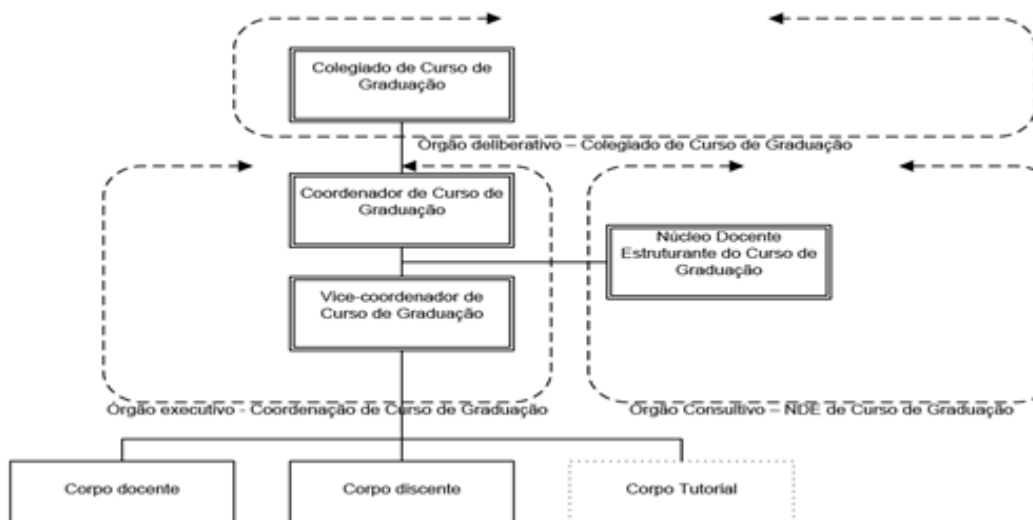 Colegiado de Curso de
Graduação
Órgão deliberativo – Colegiado de Curso de Graduação
Coordenador de Curso de
Graduação
Núcleo Docente
Estruturante do Curso de
Graduação
Vice-coordenador de
Curso de Graduação
Órgão executivo - Coordenação de Curso de Graduação
Órgão Consultivo – NDE de Curso de Graduação
Corpo docente
Corpo discente
Corpo Tutorial